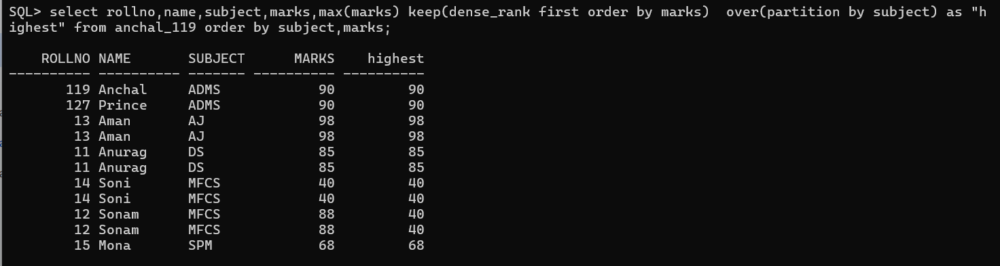 SQL> select rollno,name,subject,marks,max(marks) keep(dense_rank first order by marks)  over(partition by subject) as "h
ighest" from anchal_119 order by subject,marks;

    ROLLNO NAME       SUBJECT      MARKS    highest
---------- ---------- ------- ---------- ----------
       119 Anchal     ADMS            90         90
       127 Prince     ADMS            90         90
        13 Aman       AJ              98         98
        13 Aman       AJ              98         98
        11 Anurag     DS              85         85
        11 Anurag     DS              85         85
        14 Soni       MFCS            40         40
        14 Soni       MFCS            40         40
        12 Sonam      MFCS            88         40
        12 Sonam      MFCS            88         40
        15 Mona       SPM             68         68